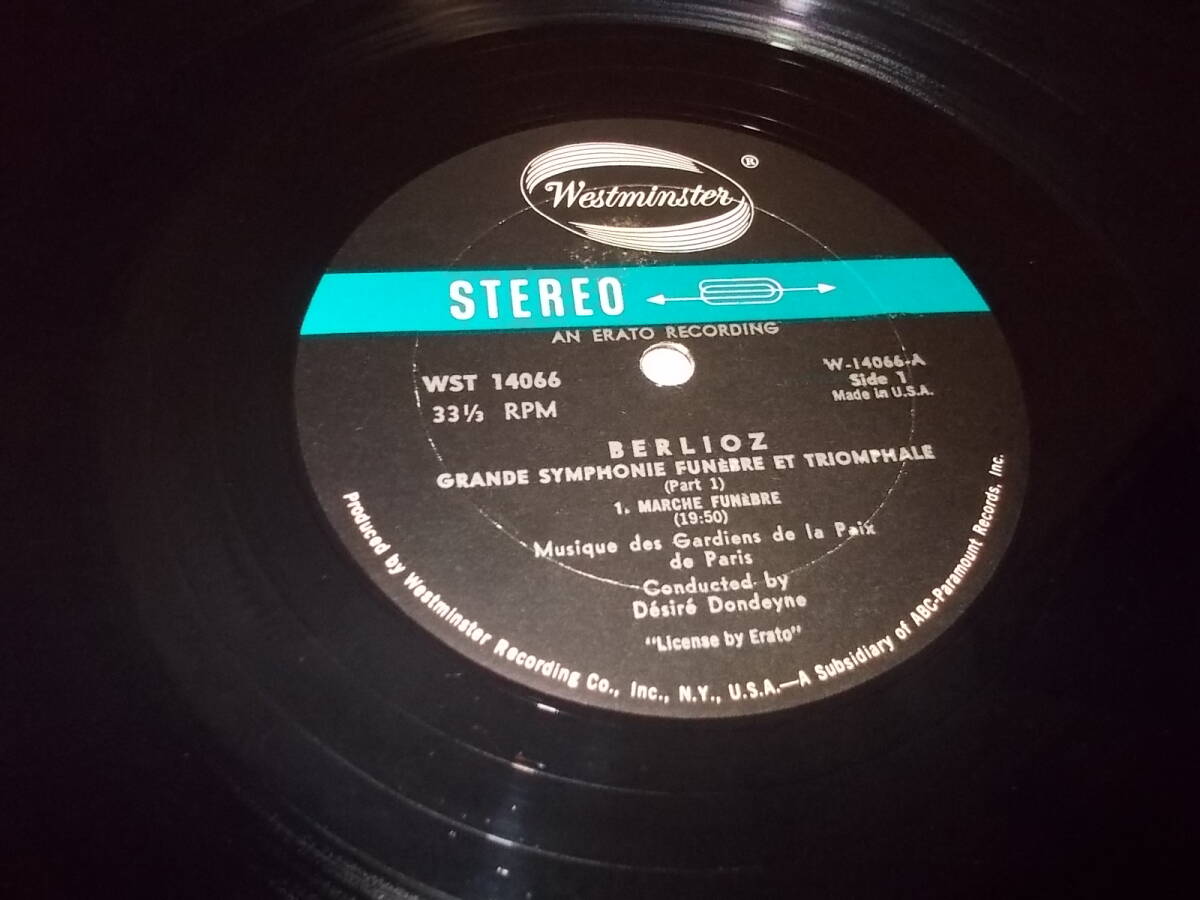 Westminster ®
STEREO
AN ERATO RECORDING
WST 14066
33⅓ RPM
W-14066-A
Side 1
Made in U.S.A.
BERLIOZ
GRANDE SYMPHONIE FUNÈBRE ET TRIOMPHALE
(Part 1)
1. MARCHE FUNÈBRE
(19:50)
Musique des Gardiens de la Paix
de Paris
Conducted by
Désiré Dondeyne
"License by Erato"
Produced by Westminster Recording Co., Inc., N.Y., U.S.A.—A Subsidiary of ABC-Paramount Records, Inc.